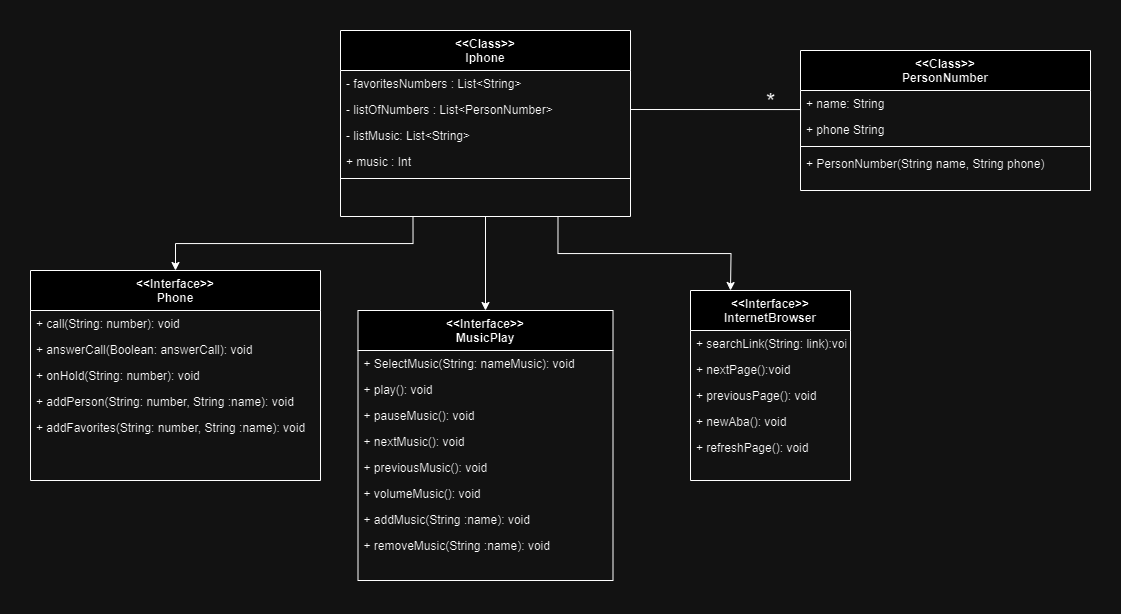 <<Class>>
Iphone
- favoritesNumbers : List<String>
- listOfNumbers : List<PersonNumber>
- listMusic: List<String>
+ music : Int
*
<<Class>>
PersonNumber
+ name: String
+ phone String
+ PersonNumber(String name, String phone)
<<Interface>>
Phone
+ call(String: number): void
+ answerCall(Boolean: answerCall): void
+ onHold(String: number): void
+ addPerson(String: number, String :name): void
+ addFavorites(String: number, String :name): void
<<Interface>>
MusicPlay
+ SelectMusic(String: nameMusic): void
+ play(): void
+ pauseMusic(): void
+ nextMusic(): void
+ previousMusic(): void
+ volumeMusic(): void
+ addMusic(String :name): void
+ removeMusic(String :name): void
<<Interface>>
InternetBrowser
+ searchLink(String: link):voi
+ nextPage():void
+ previousPage(): void
+ newAba(): void
+ refreshPage(): void